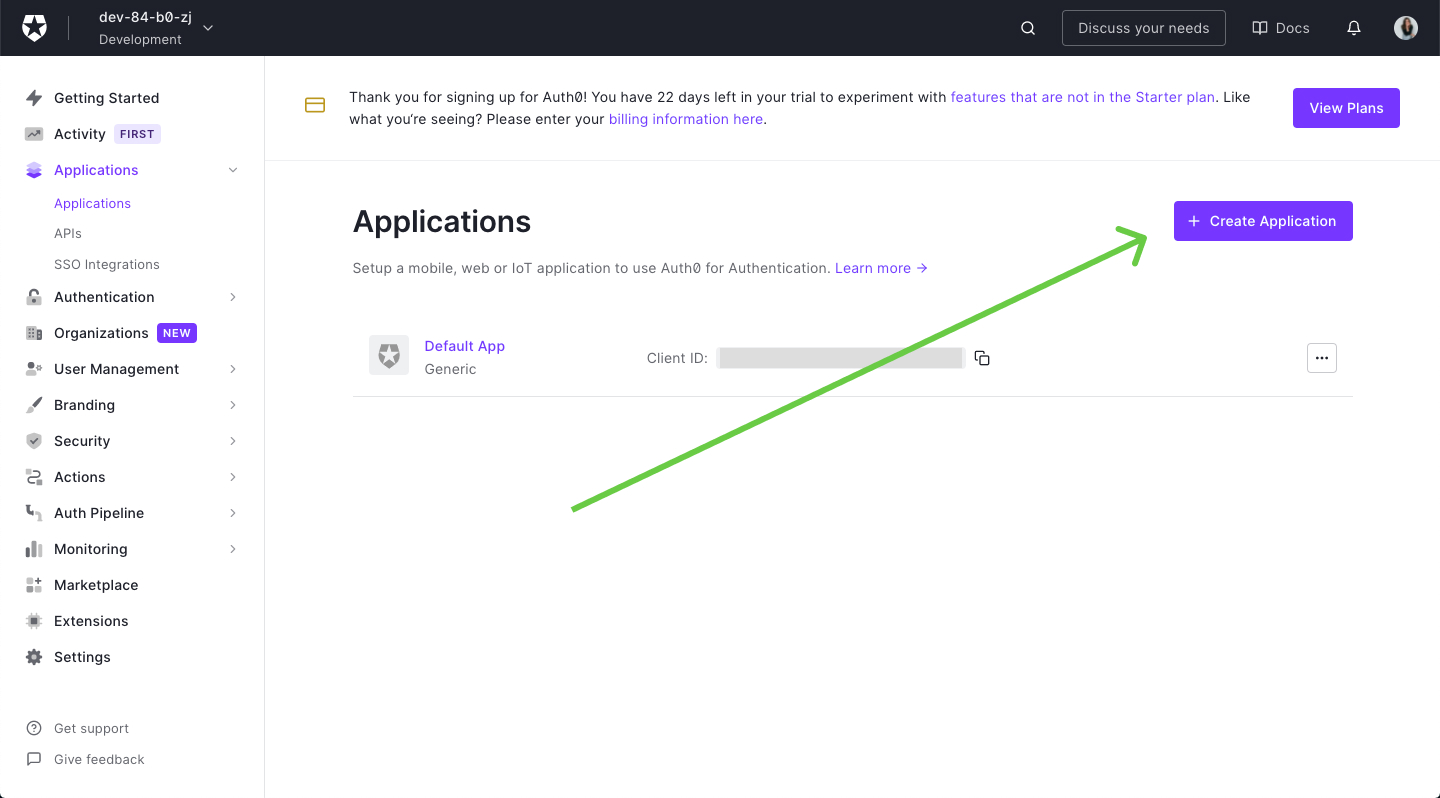 dev-84-b0-zj
Development
Discuss your needs
Docs
Getting Started
Activity FIRST
Applications
Applications
APIs
SSO Integrations
Authentication
Organizations NEW
User Management
Branding
Security
Actions
Auth Pipeline
Monitoring
Marketplace
Extensions
Settings
Get support
Give feedback
Thank you for signing up for Auth0! You have 22 days left in your trial to experiment with features that are not in the Starter plan. Like
what you’re seeing? Please enter your billing information here.
View Plans
Applications
+ Create Application
Setup a mobile, web or IoT application to use Auth0 for Authentication. Learn more →
Default App
Generic
Client ID: